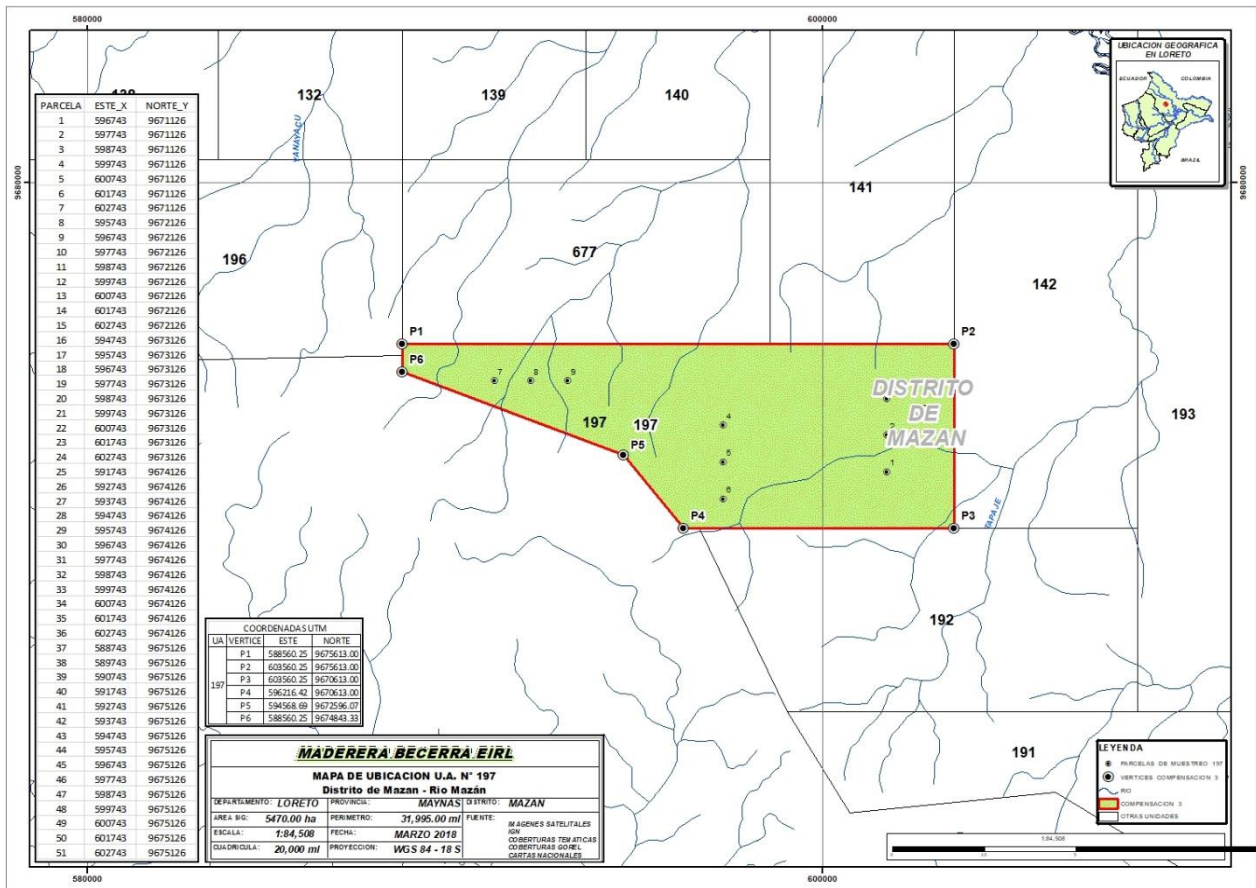 580000
600000
UBICACION GEOGRAFICA
EN LORETO
ECUADOR
COLOMBIA
BRAZIL
9680000
9680000
132
139
140
141
142
196
677
193
192
191
YANAYACU
TAPAJE
P1
P2
P6
P5
P4
P3
7
8
9
4
5
6
2
1
197
197
DISTRITO
DE
MAZAN
PARCELA ESTE_X NORTE_Y
1 596743 9671126
2 597743 9671126
3 598743 9671126
4 599743 9671126
5 600743 9671126
6 601743 9671126
7 602743 9671126
8 595743 9672126
9 596743 9672126
10 597743 9672126
11 598743 9672126
12 599743 9672126
13 600743 9672126
14 601743 9672126
15 602743 9672126
16 594743 9673126
17 595743 9673126
18 596743 9673126
19 597743 9673126
20 598743 9673126
21 599743 9673126
22 600743 9673126
23 601743 9673126
24 602743 9673126
25 591743 9674126
26 592743 9674126
27 593743 9674126
28 594743 9674126
29 595743 9674126
30 596743 9674126
31 597743 9674126
32 598743 9674126
33 599743 9674126
34 600743 9674126
35 601743 9674126
36 602743 9674126
37 588743 9675126
38 589743 9675126
39 590743 9675126
40 591743 9675126
41 592743 9675126
42 593743 9675126
43 594743 9675126
44 595743 9675126
45 596743 9675126
46 597743 9675126
47 598743 9675126
48 599743 9675126
49 600743 9675126
50 601743 9675126
51 602743 9675126
COORDENADAS UTM
UA VERTICE ESTE NORTE
197
P1 588560.25 9675613.00
P2 603560.25 9675613.00
P3 603560.25 9670613.00
P4 596216.42 9670613.00
P5 594568.69 9672596.07
P6 588560.25 9674843.33
MADERERA BECERRA EIRL
MAPA DE UBICACION U.A. N° 197
Distrito de Mazan - Rio Mazán
DEPARTAMENTO: LORETO PROVINCIA: MAYNAS DISTRITO: MAZAN
AREA SIG: 5470.00 ha PERIMETRO: 31,995.00 ml FUENTE:
ESCALA: 1:84,508 FECHA: MARZO 2018
CUADRICULA: 20,000 ml PROYECCION: WGS 84 - 18 S
IMAGENES SATELITALES
IGN
COBERTURAS TEMATICAS
COBERTURAS GOREL
CARTAS NACIONALES
LEYENDA
PARCELAS DE MUESTREO 197
VERTICES COMPENSACION 3
RIO
COMPENSACION 3
OTRAS UNIDADES
1:84,508
580000
600000